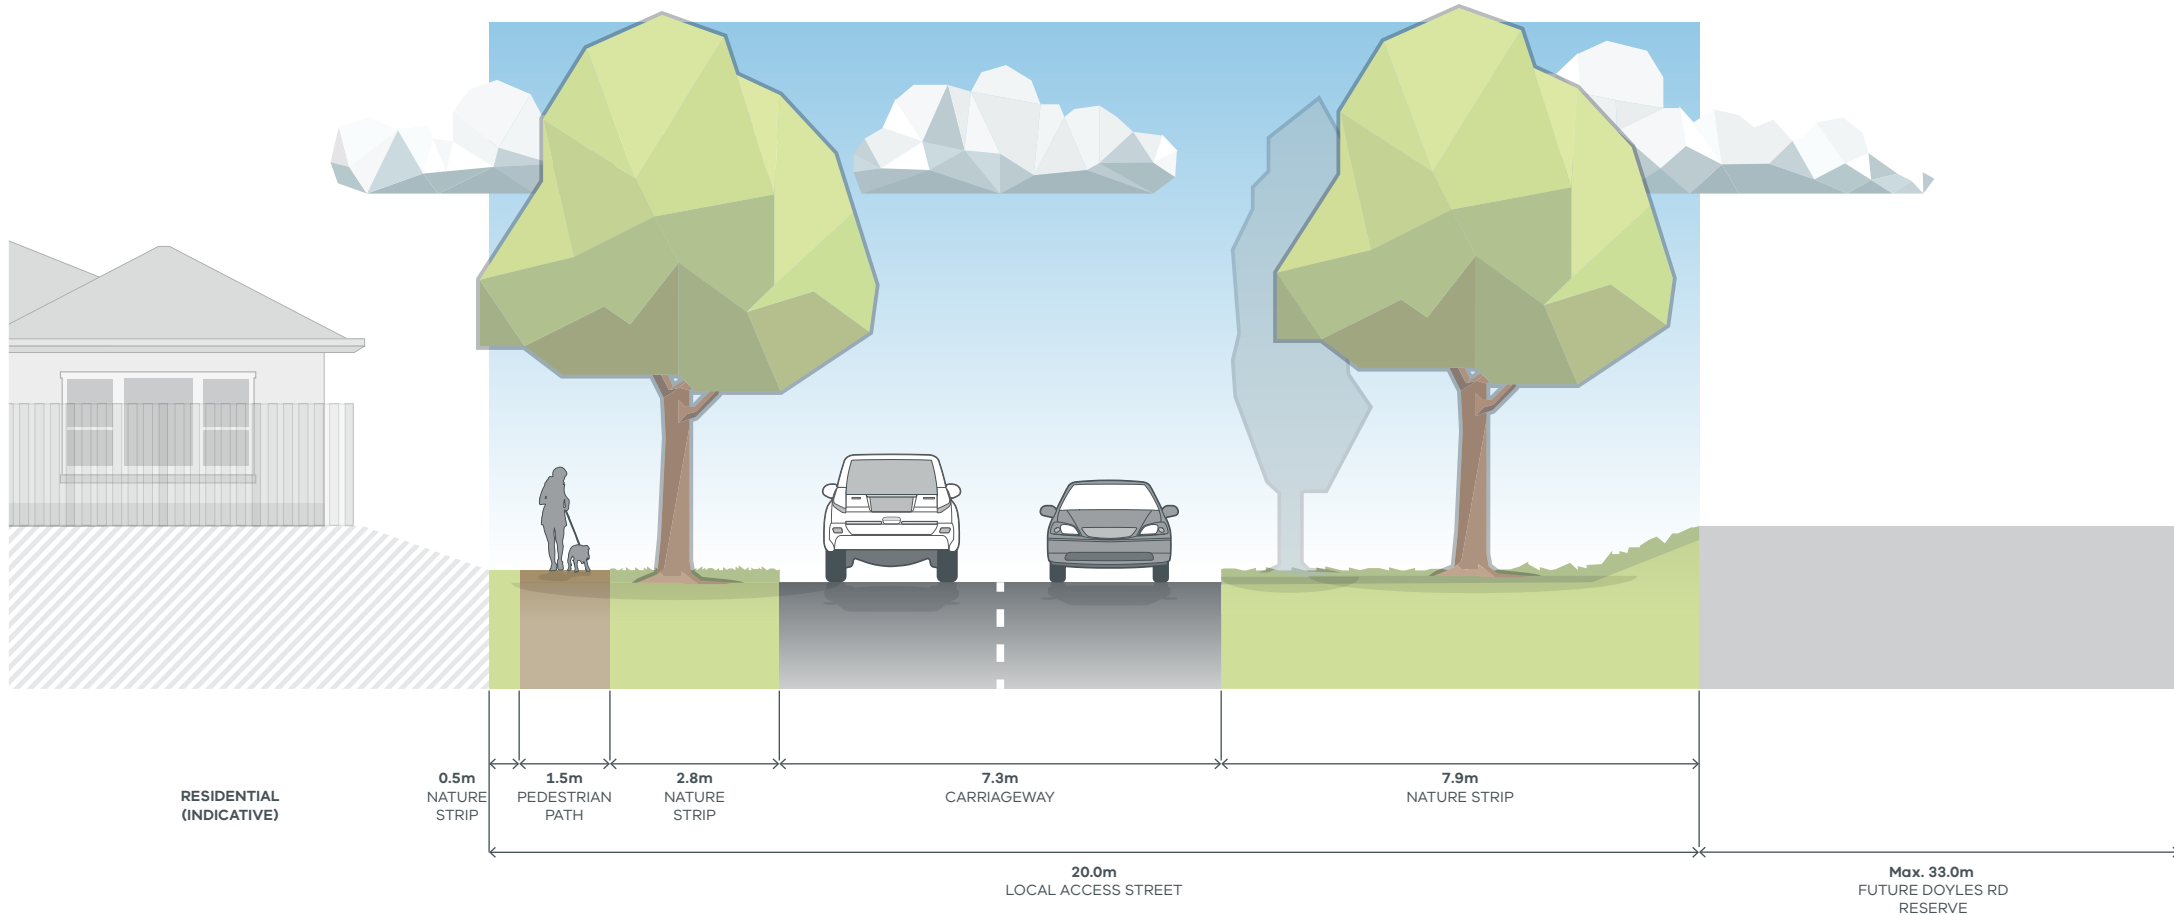 RESIDENTIAL
(INDICATIVE)
0.5m
NATURE
STRIP
1.5m
PEDESTRIAN
PATH
2.8m
NATURE
STRIP
7.3m
CARRIAGEWAY
7.9m
NATURE STRIP
20.0m
LOCAL ACCESS STREET
Max. 33.0m
FUTURE DOYLES RD
RESERVE